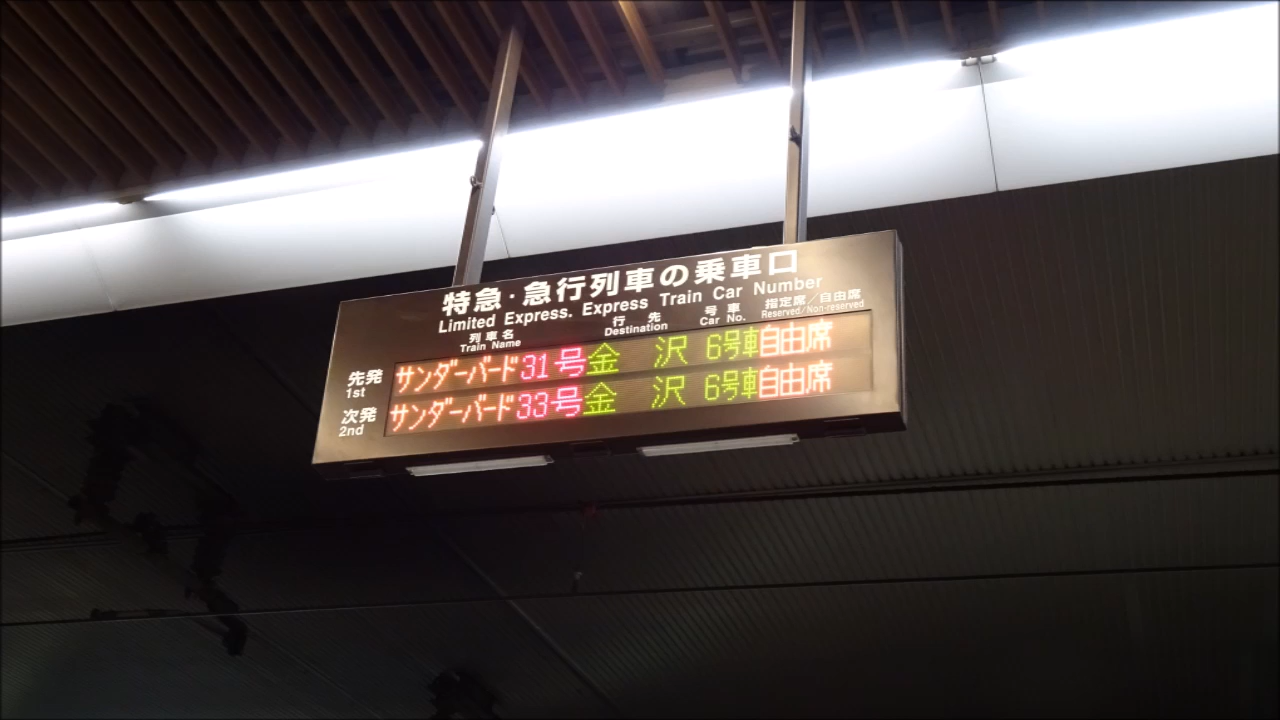 特急・急行列車の乗車口
Limited Express. Express Train Car Number
列車名 行先 号車 指定席／自由席
Train Name Destination Car No. Reserved/Non-reserved
先発 サンダーバード31号 金沢 6号車 自由席
1st
次発 サンダーバード33号 金沢 6号車 自由席
2nd